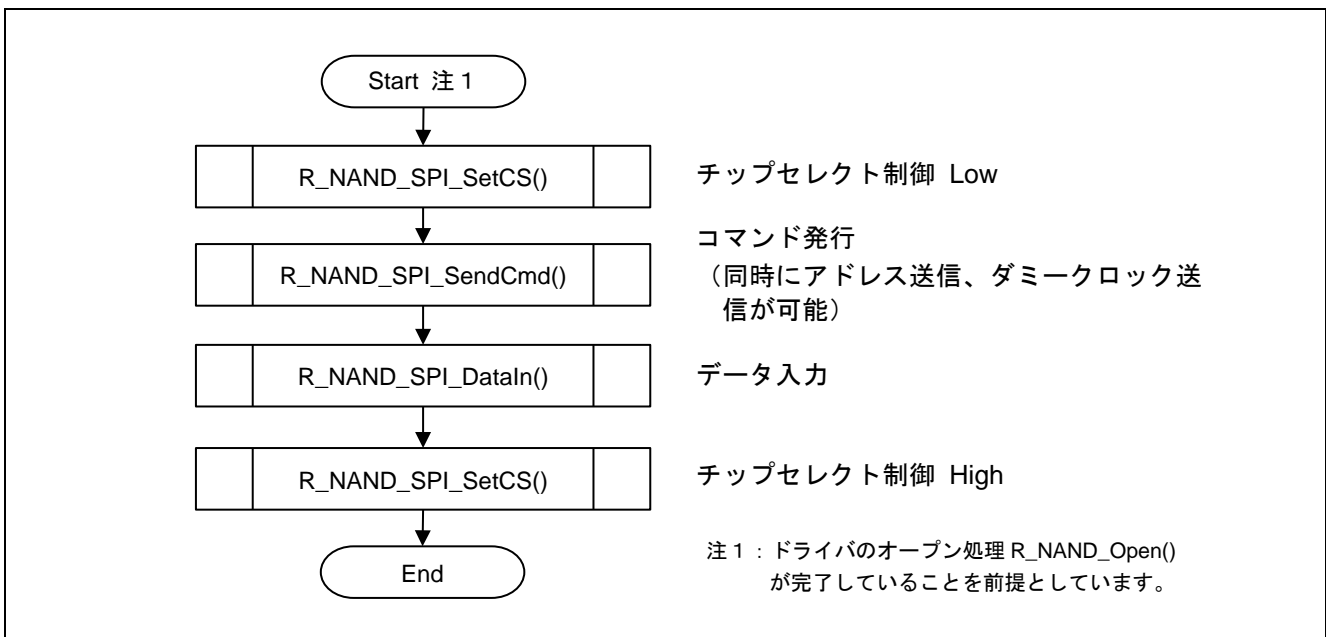 Start 注１
R_NAND_SPI_SetCS()
チップセレクト制御 Low
R_NAND_SPI_SendCmd()
コマンド発行
（同時にアドレス送信、ダミークロック送
信が可能）
R_NAND_SPI_DataIn()
データ入力
R_NAND_SPI_SetCS()
チップセレクト制御 High
End
注１：ドライバのオープン処理 R_NAND_Open()
が完了していることを前提としています。